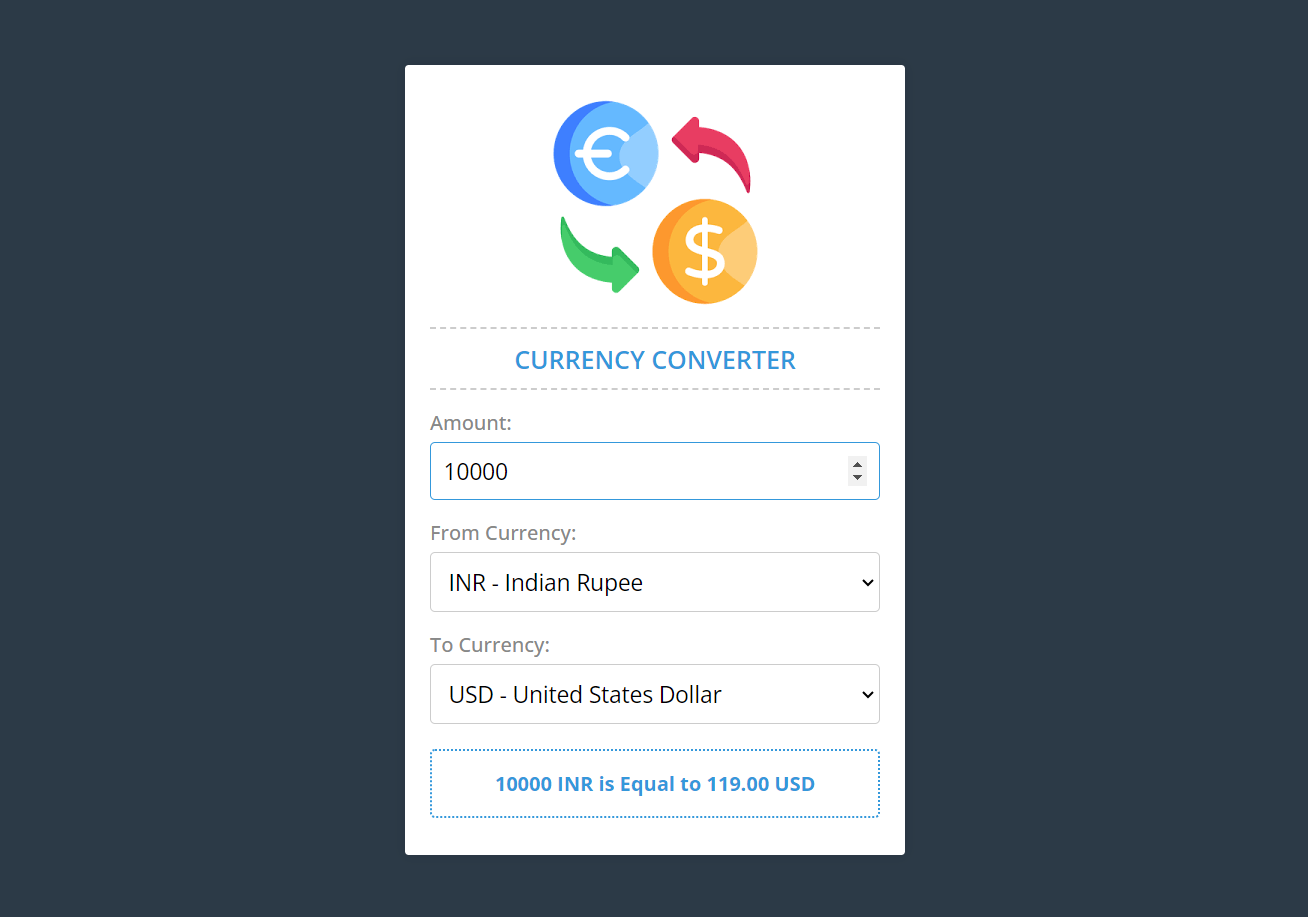 €
$
CURRENCY CONVERTER
Amount:
10000
From Currency:
INR - Indian Rupee
To Currency:
USD - United States Dollar
10000 INR is Equal to 119.00 USD